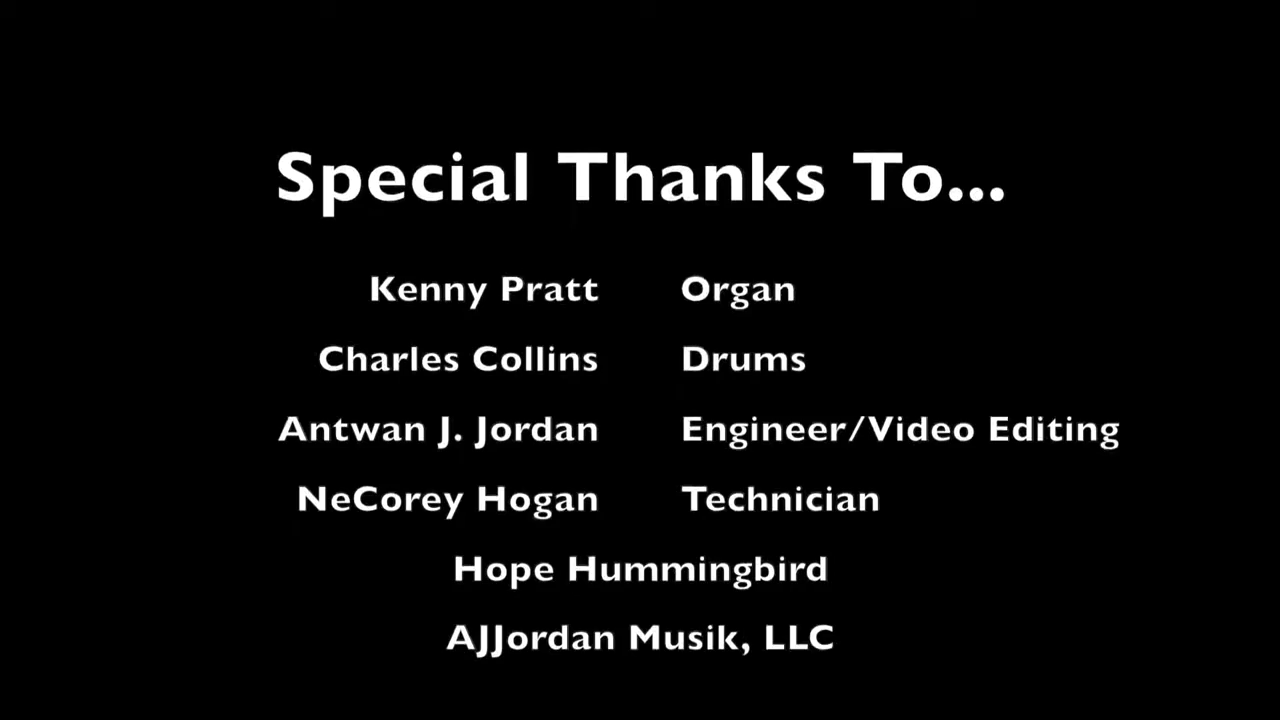 Special Thanks To...
Kenny Pratt Organ
Charles Collins Drums
Antwan J. Jordan Engineer/Video Editing
NeCorey Hogan Technician
Hope Hummingbird
AJJordan Musik, LLC